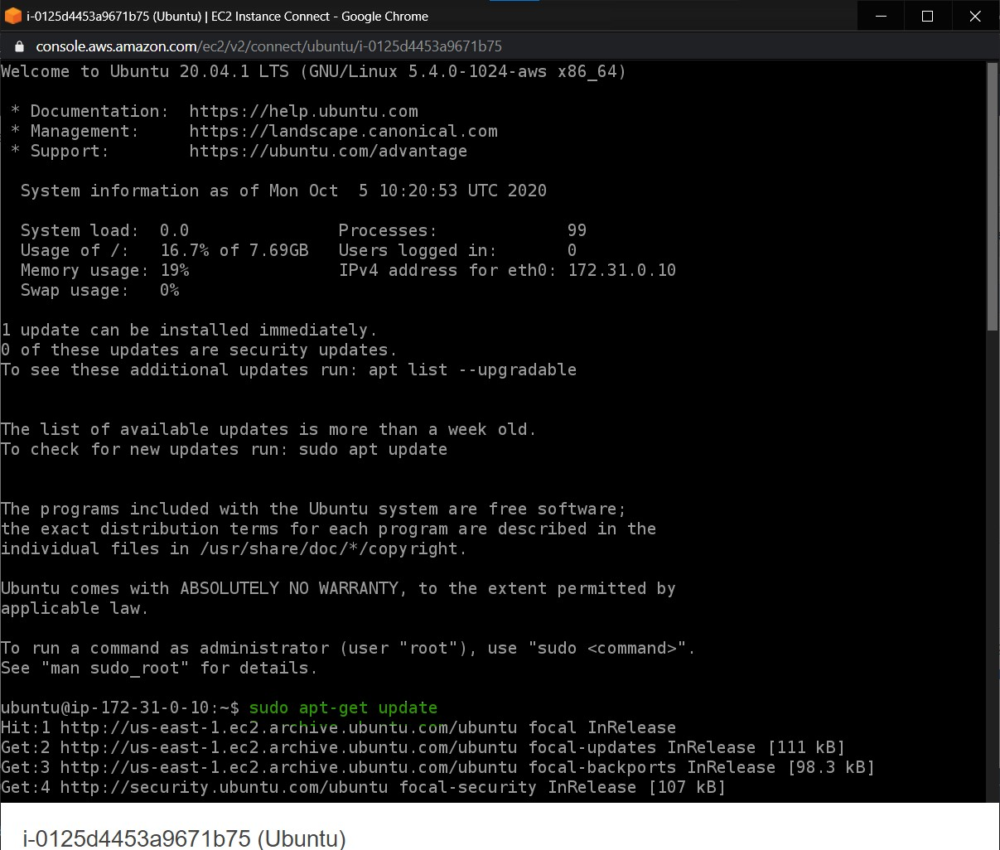 i-0125d4453a9671b75 (Ubuntu) | EC2 Instance Connect - Google Chrome
console.aws.amazon.com/ec2/v2/connect/ubuntu/i-0125d4453a9671b75
Welcome to Ubuntu 20.04.1 LTS (GNU/Linux 5.4.0-1024-aws x86_64)
* Documentation:  https://help.ubuntu.com
* Management:     https://landscape.canonical.com
* Support:        https://ubuntu.com/advantage
System information as of Mon Oct  5 10:20:53 UTC 2020
System load:  0.0               Processes:             99
Usage of /:   16.7% of 7.69GB   Users logged in:       0
Memory usage: 19%               IPv4 address for eth0: 172.31.0.10
Swap usage:   0%
1 update can be installed immediately.
0 of these updates are security updates.
To see these additional updates run: apt list --upgradable
The list of available updates is more than a week old.
To check for new updates run: sudo apt update
The programs included with the Ubuntu system are free software;
the exact distribution terms for each program are described in the
individual files in /usr/share/doc/*/copyright.
Ubuntu comes with ABSOLUTELY NO WARRANTY, to the extent permitted by
applicable law.
To run a command as administrator (user "root"), use "sudo <command>".
See "man sudo_root" for details.
ubuntu@ip-172-31-0-10:~$ sudo apt-get update
Hit:1 http://us-east-1.ec2.archive.ubuntu.com/ubuntu focal InRelease
Get:2 http://us-east-1.ec2.archive.ubuntu.com/ubuntu focal-updates InRelease [111 kB]
Get:3 http://us-east-1.ec2.archive.ubuntu.com/ubuntu focal-backports InRelease [98.3 kB]
Get:4 http://security.ubuntu.com/ubuntu focal-security InRelease [107 kB]
i-0125d4453a9671b75 (Ubuntu)